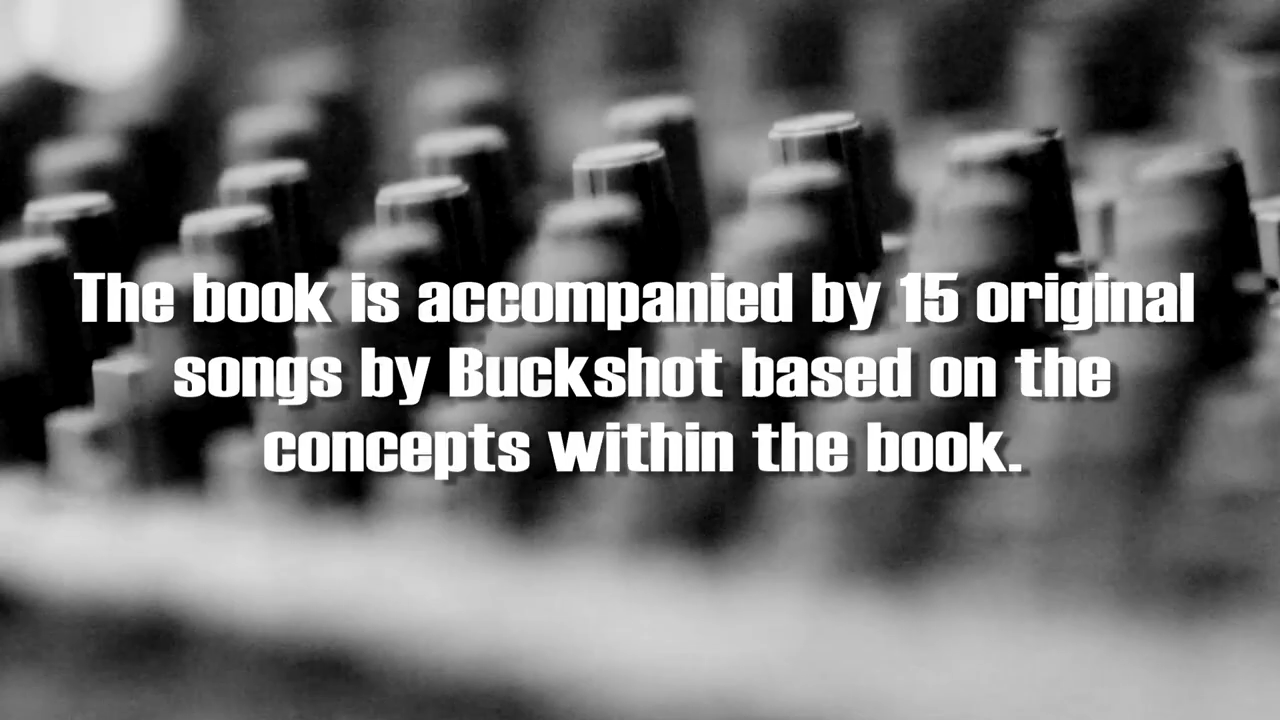 The book is accompanied by 15 original
songs by Buckshot based on the
concepts within the book.